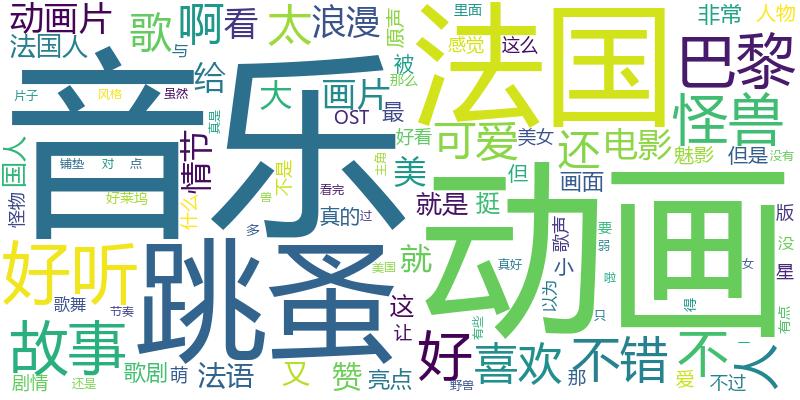 动画片
歌
啊
看
太
浪漫
原声
里面
非常
人物
法国人
与
感觉
这么
法国
巴黎
片子
风格
虽然
给
被
那么
音乐
大
画片
怪兽
真是
OST
最
好看
可爱
美女
还
电影
魅影
但是
没有
国人
铺垫
对
点
情节
不是
主角
美
但
画面
好莱坞
什么
兽
看完
就是
挺
怪物
真的
过
歌声
要
版
多
弱
没
好听
跳蚤
就
动画
小
真好
啦
星
美国
以为
女
歌舞
节奏
这
只
得
有点
让
有些
故事
好
喜欢
不错
不
一
人
剧情
还是
歌剧
萌
法语
又
赞
亮点
野兽
那
爱
不过